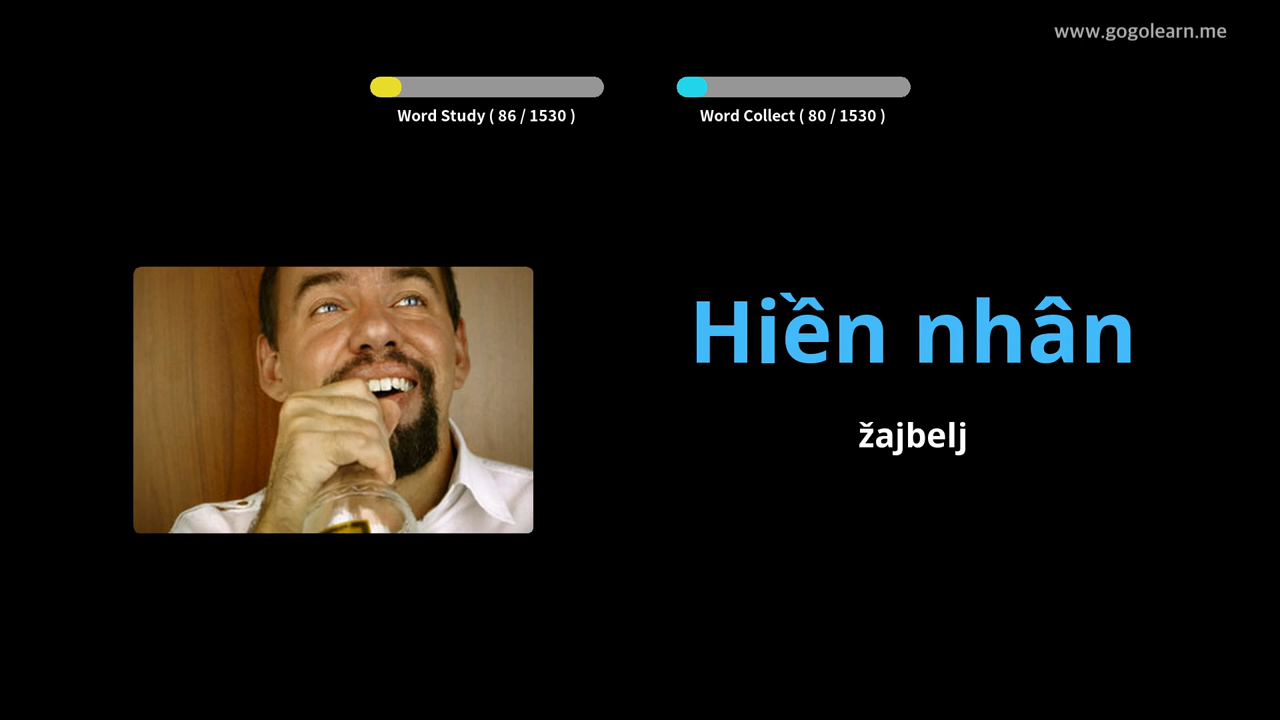 www.gogolearn.me
Word Study ( 86 / 1530 )
Word Collect ( 80 / 1530 )
Hiền nhân
žajbelj